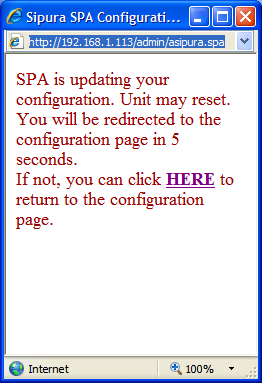 Sipura SPA Configurati...
http://192.168.1.113/admin/asipura.spa
SPA is updating your
configuration. Unit may reset.
You will be redirected to the
configuration page in 5
seconds.
If not, you can click HERE to
return to the configuration
page.
Internet
100%